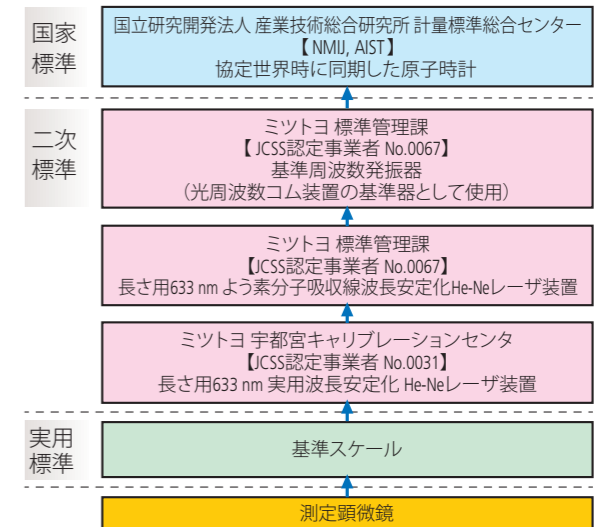 国家
標準
国立研究開発法人 産業技術総合研究所 計量標準総合センター
【NMIJ, AIST】
協定世界時に同期した原子時計
二次
標準
ミツトヨ 標準管理課
【JCSS認定事業者 No.0067】
基準周波数発振器
（光周波数コム装置の基準器として使用）
ミツトヨ 標準管理課
【JCSS認定事業者 No.0067】
長さ用633 nm よう素分子吸収線波長安定化He-Neレーザ装置
ミツトヨ 宇都宮キャリブレーションセンタ
【JCSS認定事業者 No.0031】
長さ用633 nm 実用波長安定化 He-Neレーザ装置
実用
標準
基準スケール
測定顕微鏡